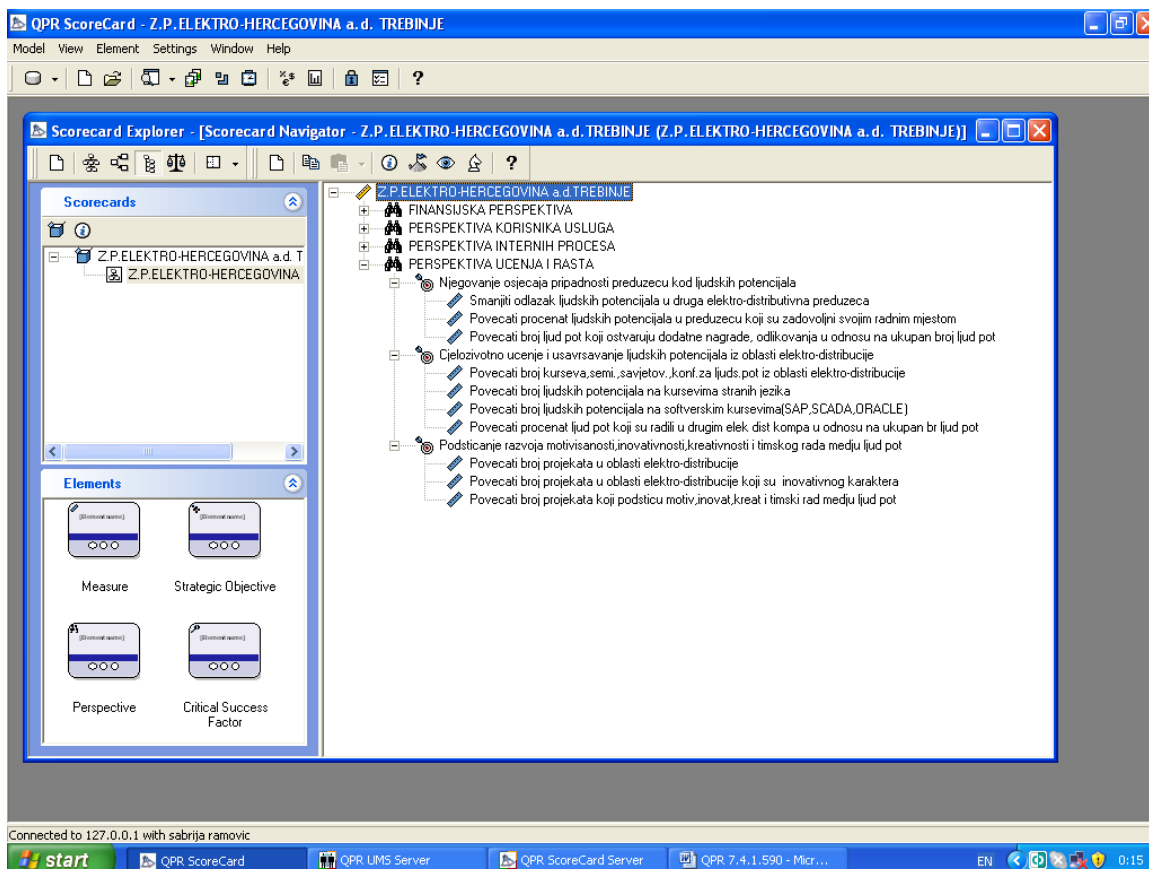 QPR ScoreCard - Z.P.ELEKTRO-HERCEGOVINA a.d. TREBINJE
Model View Element Settings Window Help
Scorecard Explorer - [Scorecard Navigator - Z.P.ELEKTRO-HERCEGOVINA a.d.TREBINJE (Z.P.ELEKTRO-HERCEGOVINA a.d. TREBINJE)]
Scorecards
Z.P.ELEKTRO-HERCEGOVINA a.d. T
Z.P.ELEKTRO-HERCEGOVINA
Elements
[Element name]
[Element name]
Measure
Strategic Objective
[Element name]
[Element name]
Perspective
Critical Success
Factor
Z.P.ELEKTRO-HERCEGOVINA a.d.TREBINJE
FINANSIJSKA PERSPEKTIVA
PERSPEKTIVA KORISNIKA USLUGA
PERSPEKTIVA INTERNIH PROCESA
PERSPEKTIVA UCENJA I RASTA
Njegovanje osjecaja pripadnosti preduzecu kod ljudskih potencijala
Smanjiti odlazak ljudskih potencijala u druga elektro-distributivna preduzeca
Povecati procenat ljudskih potencijala u preduzecu koji su zadovoljni svojim radnim mjestom
Povecati broj ljud pot koji ostvaruju dodatne nagrade, odlikovanja u odnosu na ukupan broj ljud pot
Cjelozivotno ucenje i usavrsavanje ljudskih potencijala iz oblasti elektro-distribucije
Povecati broj kurseva,semi.,savjetov.,konf.za ljuds.pot iz oblasti elektro-distribucije
Povecati broj ljudskih potencijala na kursevima stranih jezika
Povecati broj ljudskih potencijala na softverskim kursevima(SAP,SCADA,ORACLE)
Povecati procenat ljud pot koji su radili u drugim elek dist kompa u odnosu na ukupan br ljud pot
Podsticanje razvoja motivisanosti,inovativnosti,kreativnosti i timskog rada medju ljud pot
Povecati broj projekata u oblasti elektro-distribucije
Povecati broj projekata u oblasti elektro-distribucije koji su  inovativnog karaktera
Povecati broj projekata koji podsticu motiv,inovat,kreat i timski rad medju ljud pot
Connected to 127.0.0.1 with sabrija ramovic
start
QPR ScoreCard
QPR UMS Server
QPR ScoreCard Server
QPR 7.4.1.590 - Micr...
EN
0:15